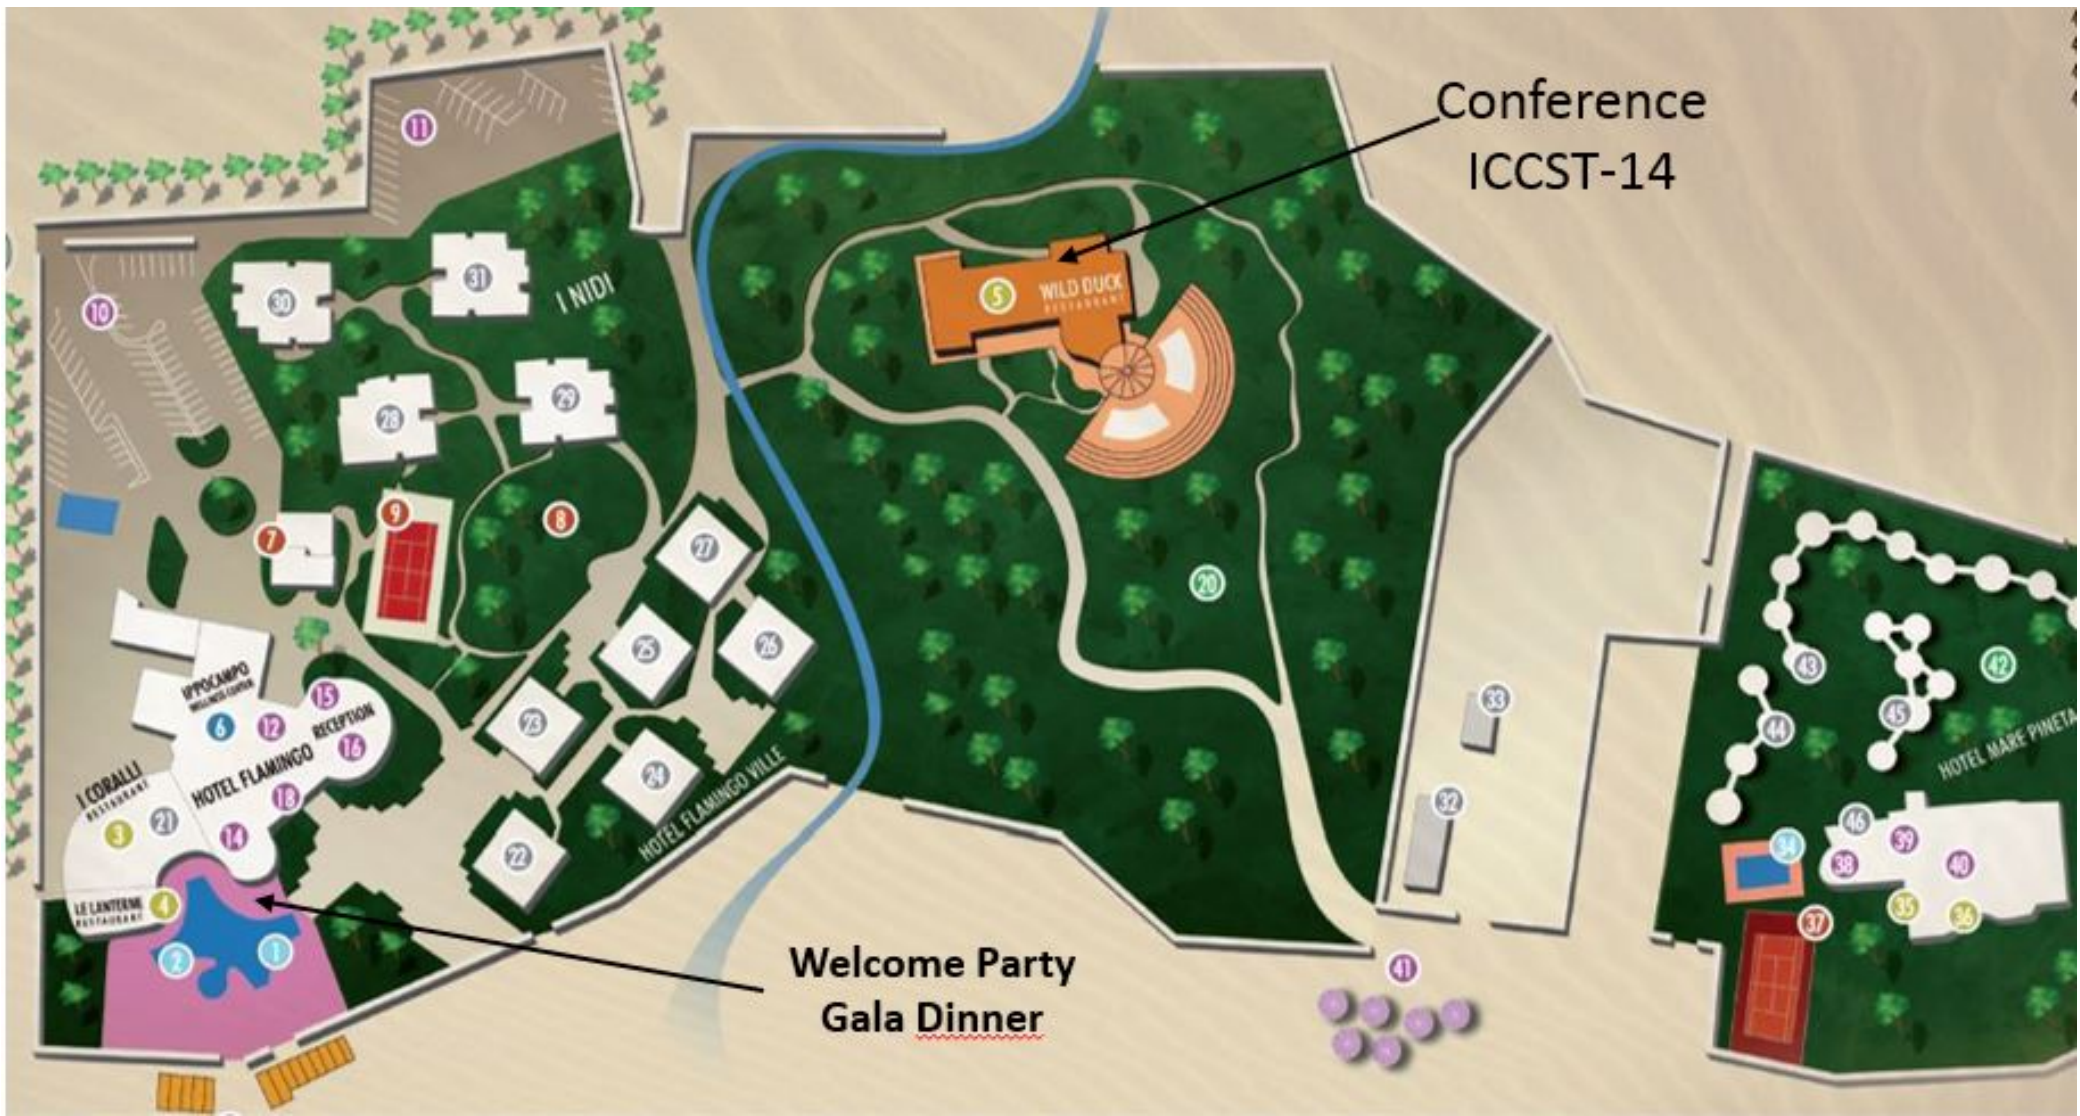 Conference
ICCST-14
11
31
I NIDI
30
10
5
WILD DUCK
RESTAURANT
29
28
9
8
7
27
20
25
26
IPPOCAMPO
WELLNESS CENTER
15
6
12
RECEPTION
16
HOTEL FLAMINGO
18
23
24
I CORALLI
RESTAURANT
3
21
14
22
HOTEL FLAMINGO VILLE
LE LANTERNE
RESTAURANT
4
2
1
Welcome Party
Gala Dinner
33
32
43
42
44
45
HOTEL MARE PINETA
46
39
34
38
40
35
36
37
41